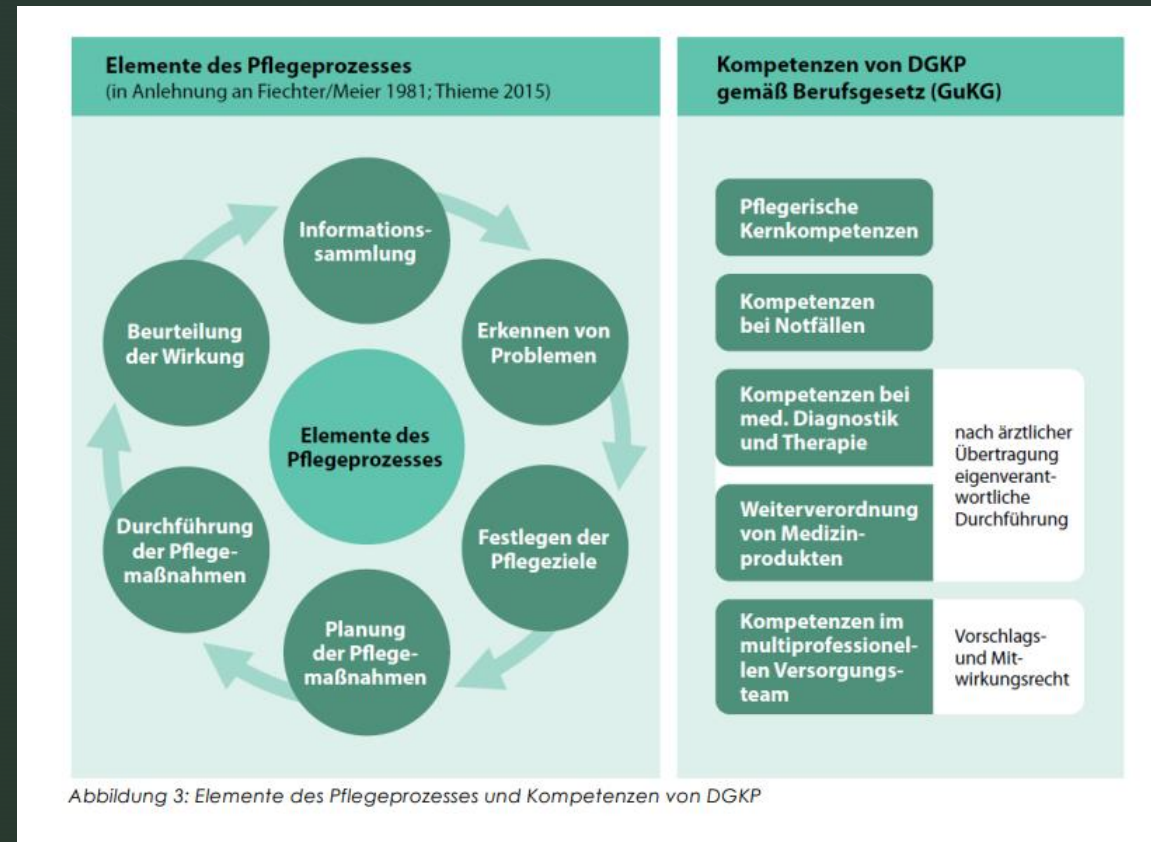 Elemente des Pflegeprozesses
(in Anlehnung an Fiechter/Meier 1981; Thieme 2015)
Informations-
sammlung
Erkennen von
Problemen
Festlegen der
Pflegeziele
Planung
der Pflege-
maßnahmen
Durchführung
der Pflege-
maßnahmen
Beurteilung
der Wirkung
Elemente des
Pflegeprozesses
Kompetenzen von DGKP
gemäß Berufsgesetz (GuKG)
Pflegerische
Kernkompetenzen
Kompetenzen
bei Notfällen
Kompetenzen bei
med. Diagnostik
und Therapie
Weiterverordnung
von Medizin-
produkten
nach ärztlicher
Übertragung
eigenverant-
wortliche
Durchführung
Kompetenzen im
multiprofessionel-
len Versorgungs-
team
Vorschlags-
und Mit-
wirkungsrecht
Abbildung 3: Elemente des Pflegeprozesses und Kompetenzen von DGKP